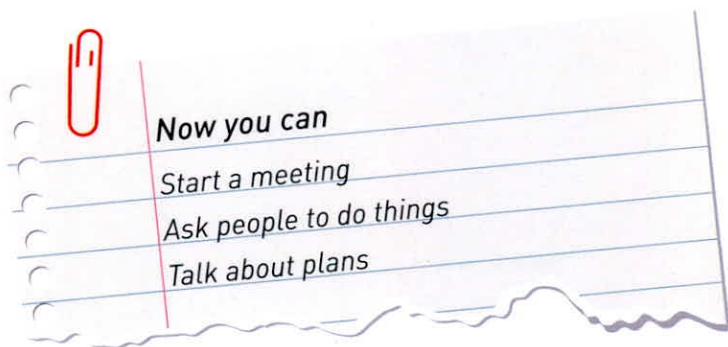 Now you can
Start a meeting
Ask people to do things
Talk about plans